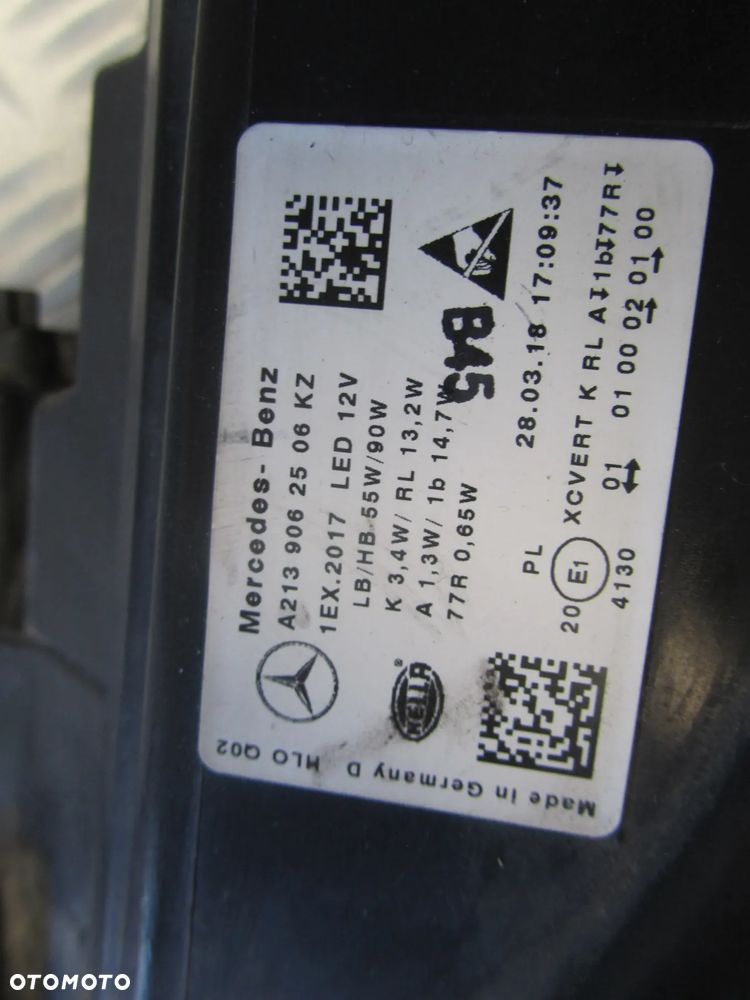 Mercedes-Benz
A213 906 25 06 KZ
1EX.2017 LED 12V
LB/HB 55W/90W
K 3,4W/ RL 13,2W
A 1,3W/ 1b 14,7W
77R 0,65W
B45
HELLA
®
PL 28.03.18 17:09:37
20 E1 XCVERT K RL A↕1b↕77R↕
4130 01 01 00 02 01 00
Made in Germany D HLO Q02
OTOMOTO